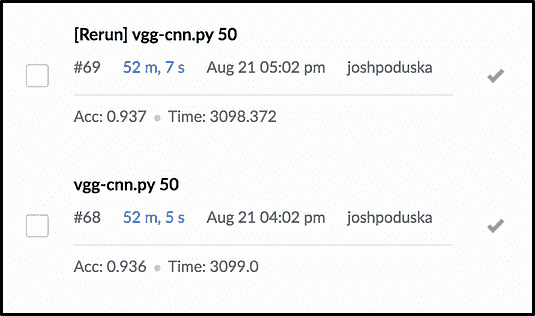 [Rerun] vgg-cnn.py 50
#69 52 m, 7 s Aug 21 05:02 pm joshpoduska
Acc: 0.937 Time: 3098.372
vgg-cnn.py 50
#68 52 m, 5 s Aug 21 04:02 pm joshpoduska
Acc: 0.936 Time: 3099.0